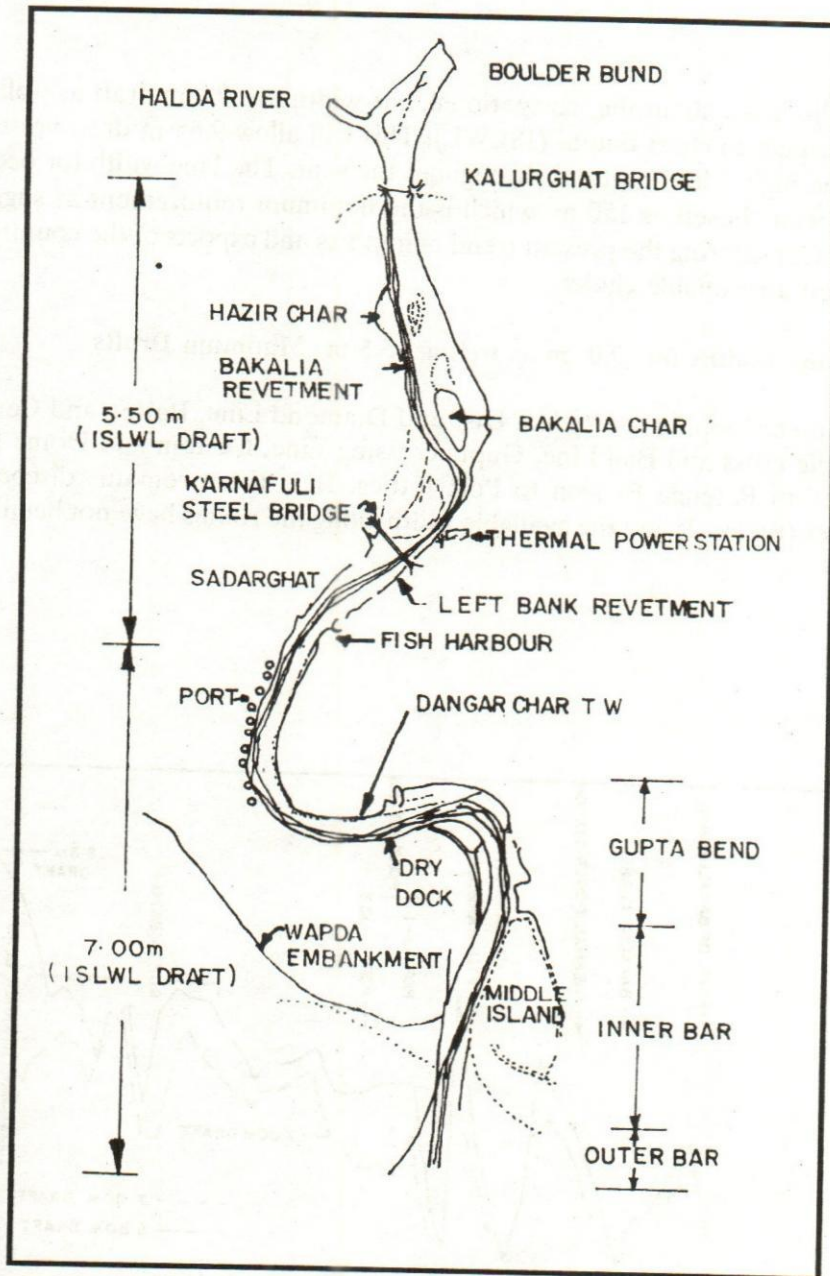 BOULDER BUND
HALDA RIVER
KALURGHAT BRIDGE
HAZIR CHAR
BAKALIA
REVETMENT
5.50m
(ISLWL DRAFT)
BAKALIA CHAR
KARNAFULI
STEEL BRIDGE
THERMAL POWER STATION
SADARGHAT
LEFT BANK REVETMENT
FISH HARBOUR
PORT
DANGAR CHAR T W
GUPTA BEND
DRY
DOCK
WAPDA
EMBANKMENT
7.00m
(ISLWL DRAFT)
MIDDLE
ISLAND
INNER BAR
OUTER BAR